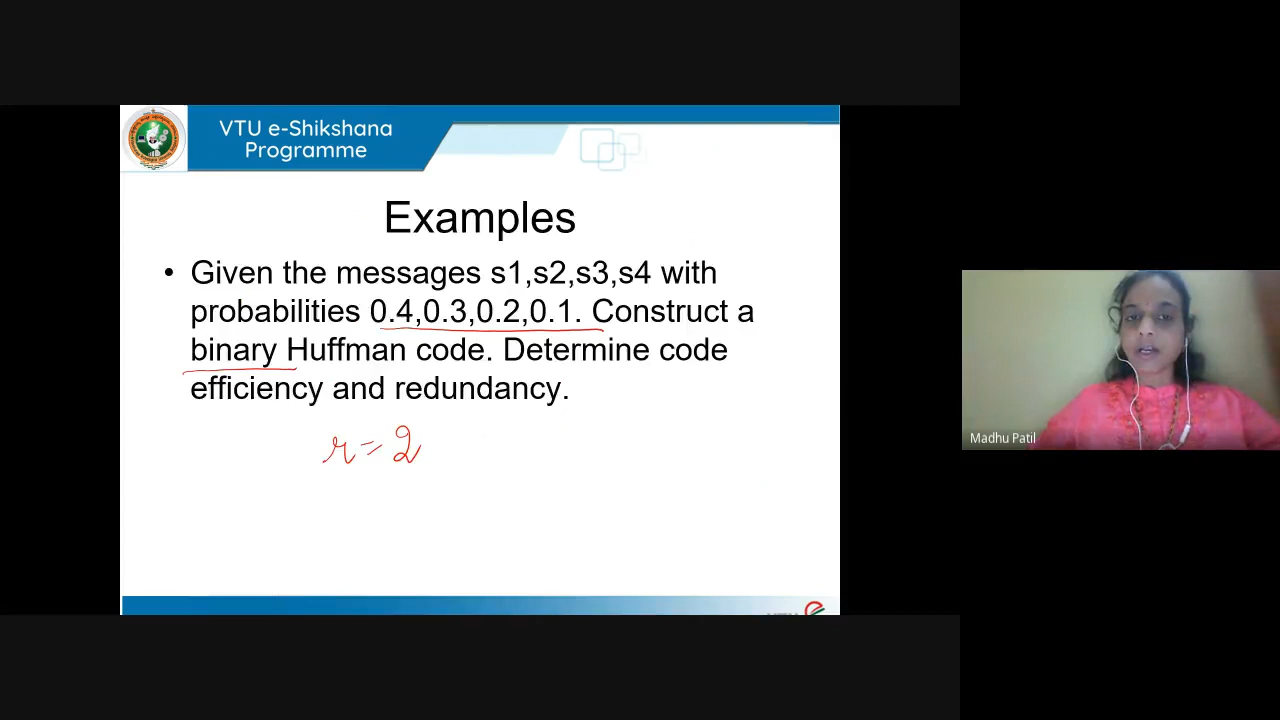 VTU e-Shikshana
Programme
Examples
• Given the messages s1,s2,s3,s4 with
probabilities 0.4,0.3,0.2,0.1. Construct a
binary Huffman code. Determine code
efficiency and redundancy.
r = 2
Madhu Patil